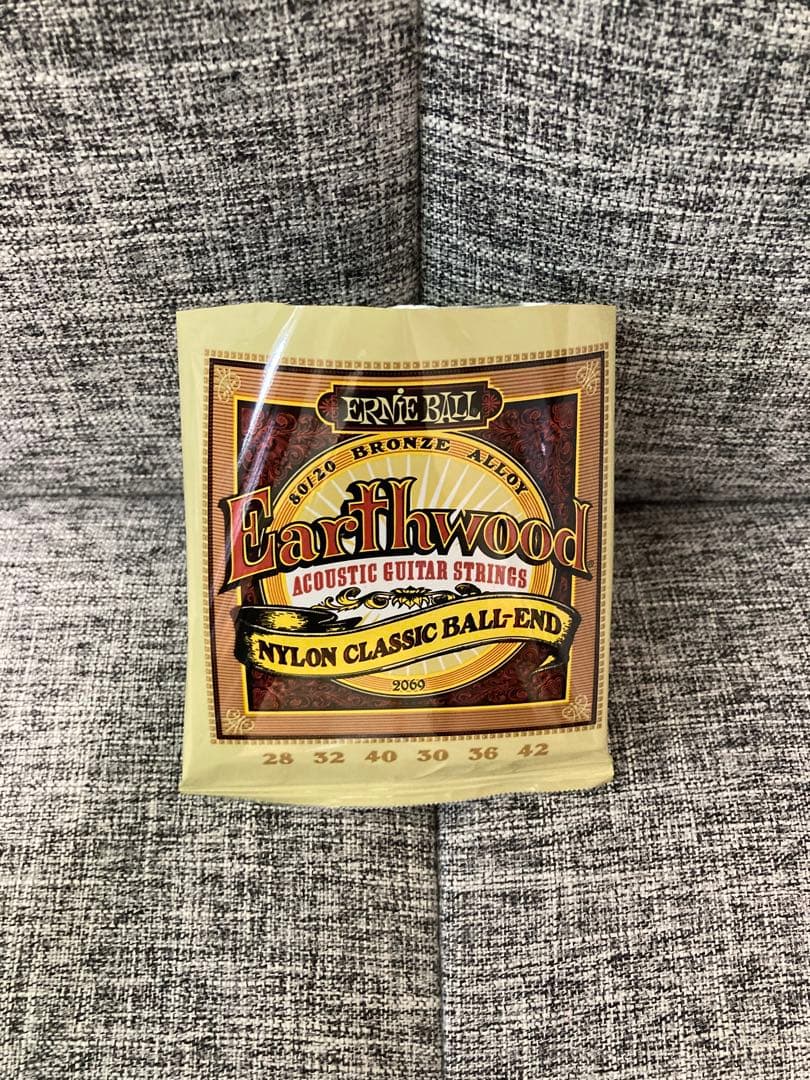 ERNIE BALL
80/20 BRONZE ALLOY
Earthwood®
ACOUSTIC GUITAR STRINGS
NYLON CLASSIC BALL-END
2069
28 32 40 30 36 42